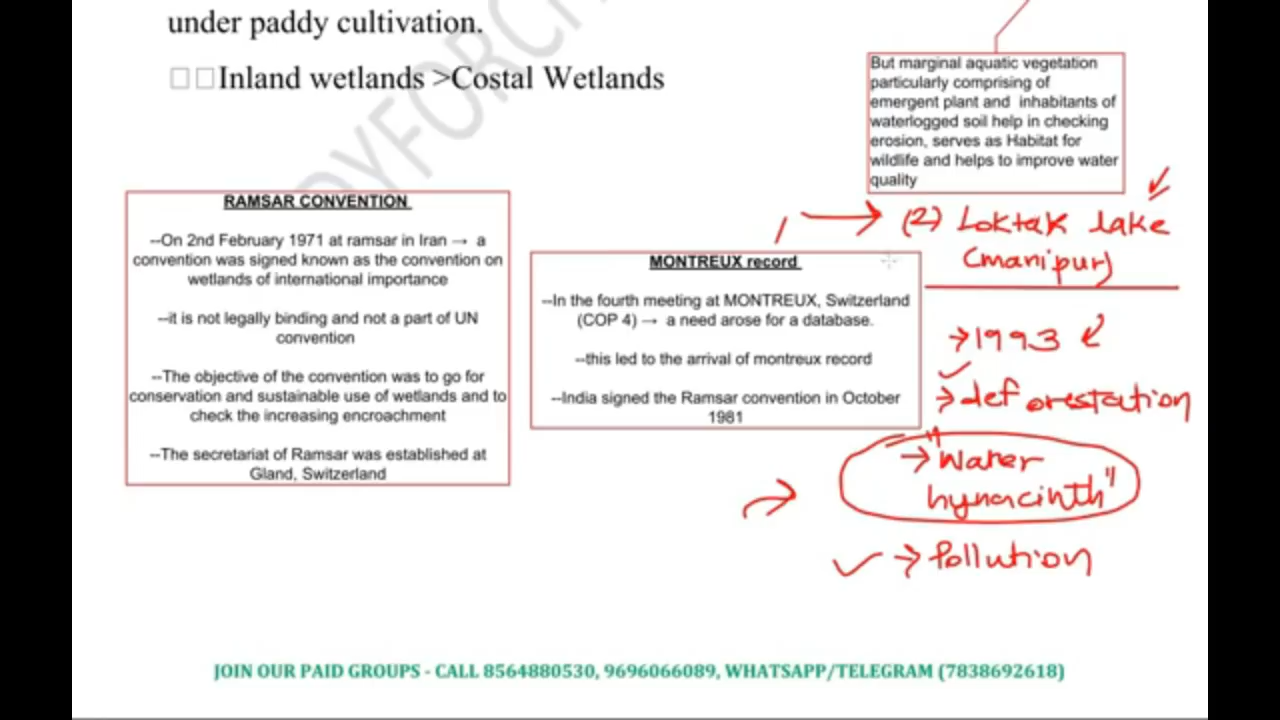 under paddy cultivation.
Inland wetlands >Costal Wetlands
But marginal aquatic vegetation
particularly comprising of
emergent plant and inhabitants of
waterlogged soil help in checking
erosion, serves as Habitat for
wildlife and helps to improve water
quality
RAMSAR CONVENTION
--On 2nd February 1971 at ramsar in Iran → a
convention was signed known as the convention on
wetlands of international importance
--it is not legally binding and not a part of UN
convention
--The objective of the convention was to go for
conservation and sustainable use of wetlands and to
check the increasing encroachment
--The secretariat of Ramsar was established at
Gland, Switzerland
MONTREUX record
--In the fourth meeting at MONTREUX, Switzerland
(COP 4) → a need arose for a database.
--this led to the arrival of montreux record
--India signed the Ramsar convention in October
1981
→ (2) Loktak lake
(manipur)
→ 1993
→ deforestation
→ "Water
hynacinth"
→ Pollution
JOIN OUR PAID GROUPS - CALL 8564880530, 9696066089, WHATSAPP/TELEGRAM (7838692618)